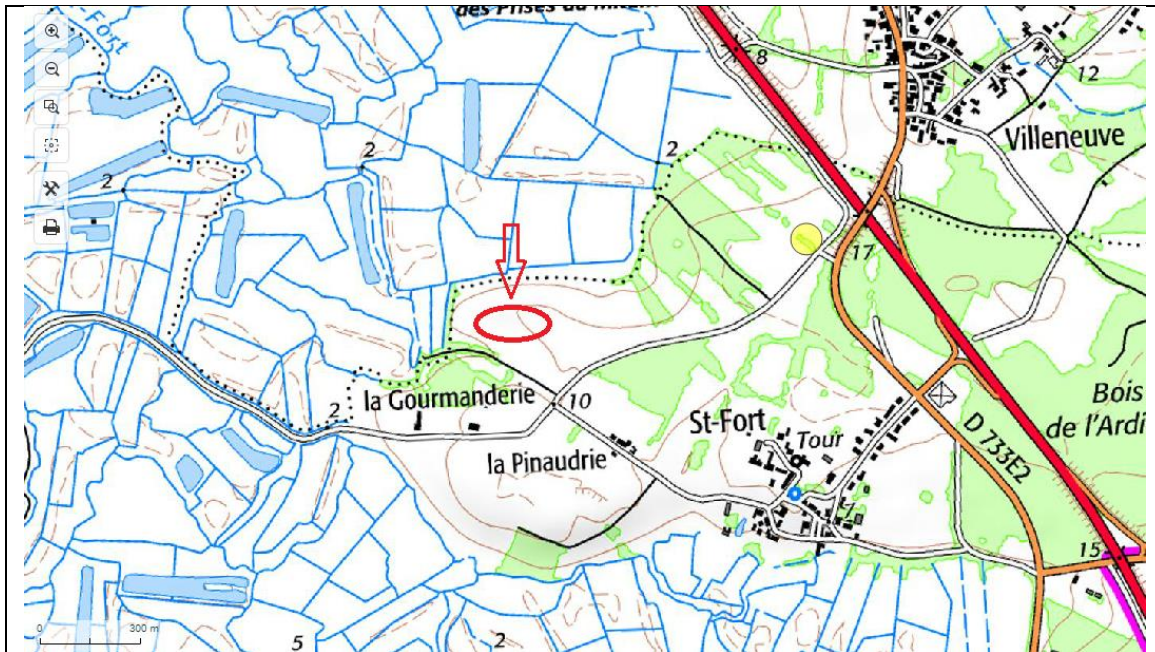 des Prises du
Fort
8
12
Villeneuve
2
2
2
17
la Gourmanderie
10
2
St-Fort
Tour
Bois
de l'Ardi
D 733E2
la Pinaudrie
15
0
300 m
5
2